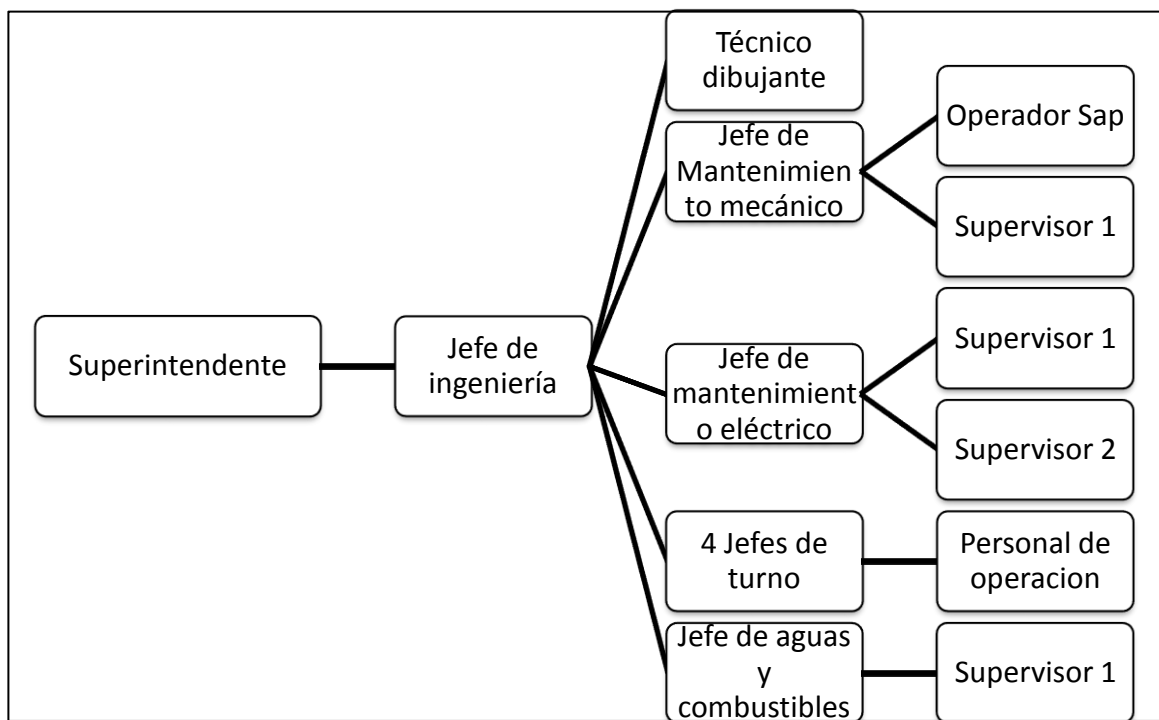 Técnico
dibujante
Operador Sap
Jefe de
Mantenimien
to mecánico
Supervisor 1
Superintendente
Jefe de
ingeniería
Jefe de
mantenimient
o eléctrico
Supervisor 1
Supervisor 2
4 Jefes de
turno
Personal de
operacion
Jefe de aguas
y
combustibles
Supervisor 1